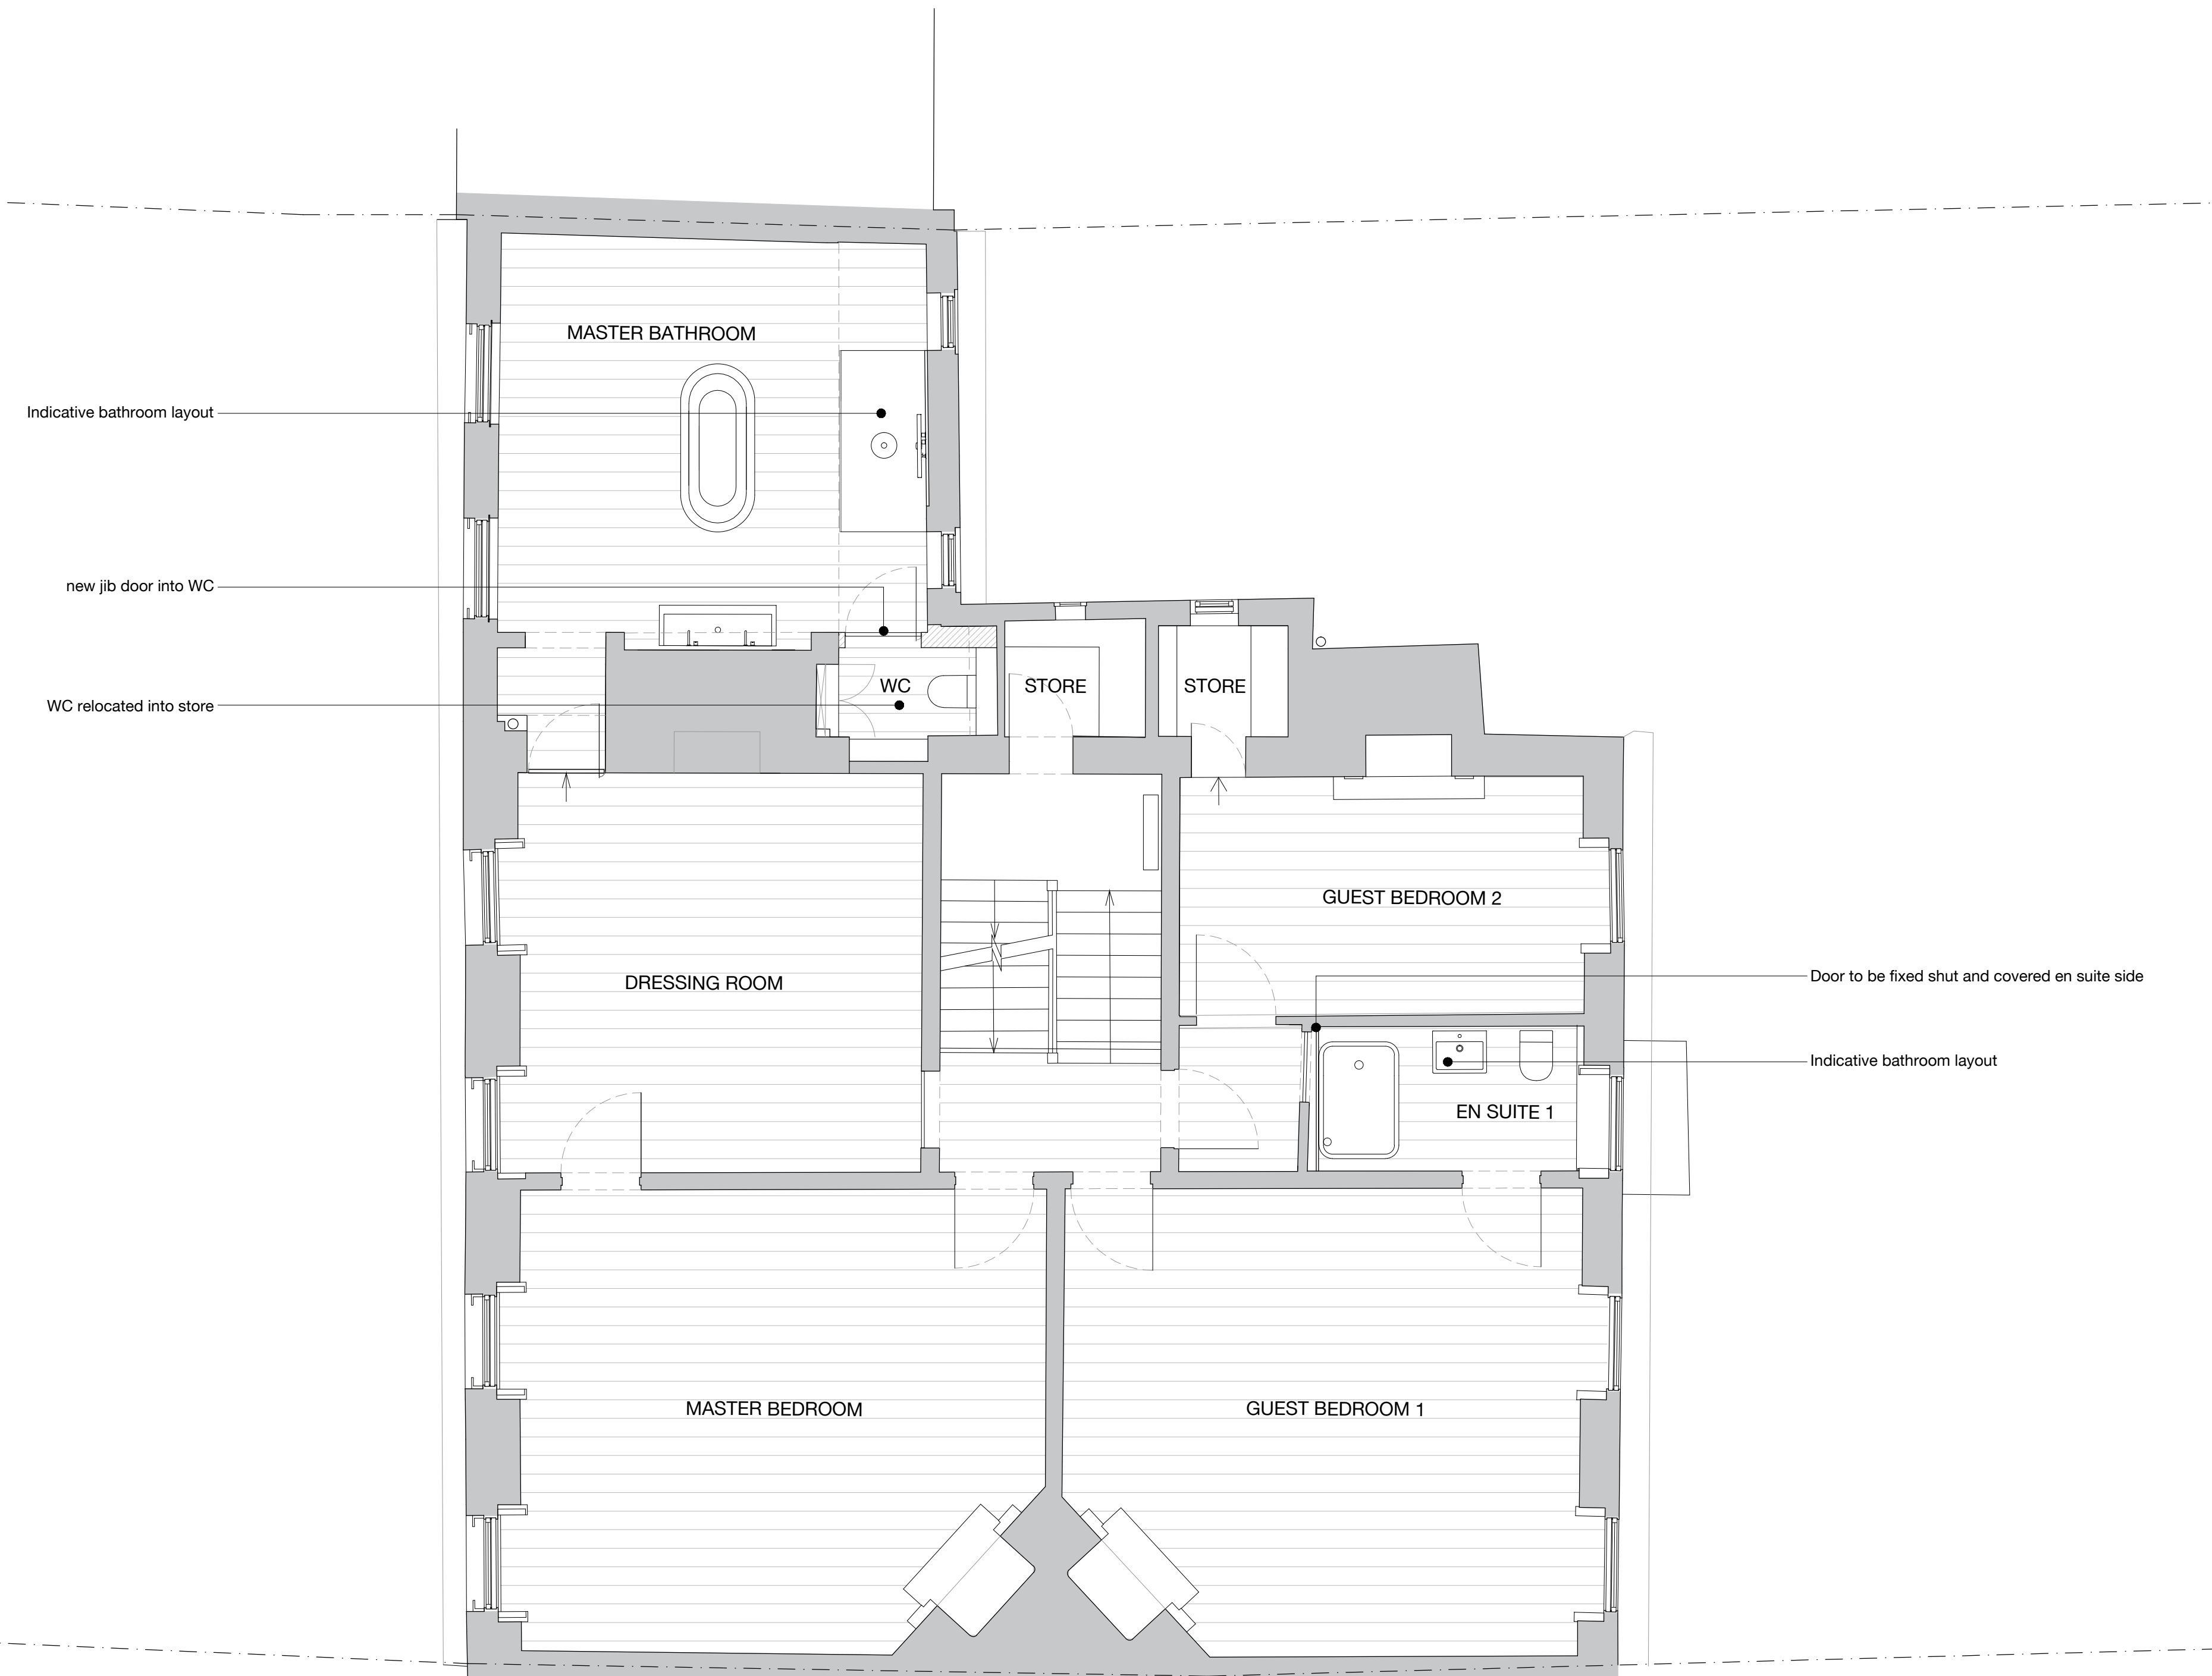 MASTER BATHROOM
Indicative bathroom layout
new jib door into WC
WC relocated into store
WC
STORE
STORE
GUEST BEDROOM 2
DRESSING ROOM
Door to be fixed shut and covered en suite side
Indicative bathroom layout
EN SUITE 1
MASTER BEDROOM
GUEST BEDROOM 1